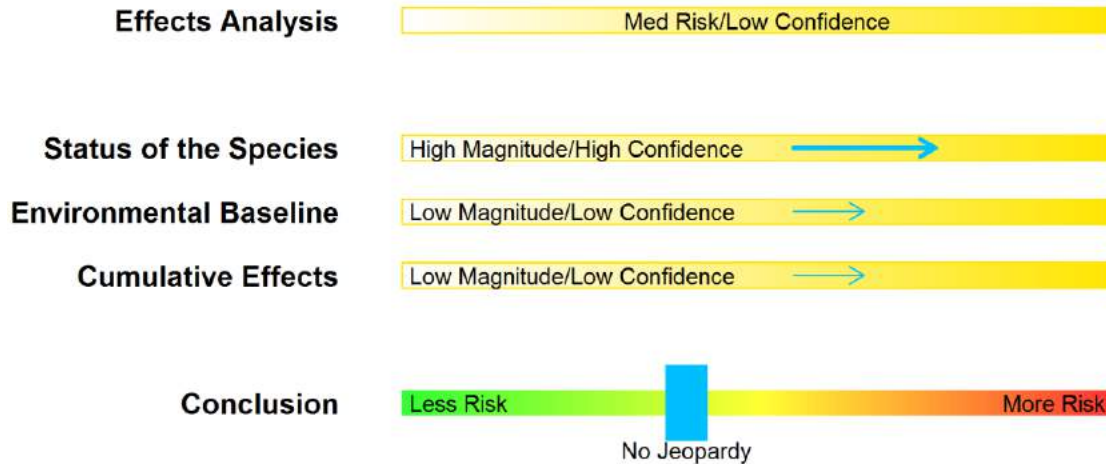 Effects Analysis
Med Risk/Low Confidence
Status of the Species
High Magnitude/High Confidence
Environmental Baseline
Low Magnitude/Low Confidence
Cumulative Effects
Low Magnitude/Low Confidence
Conclusion
Less Risk
More Risk
No Jeopardy